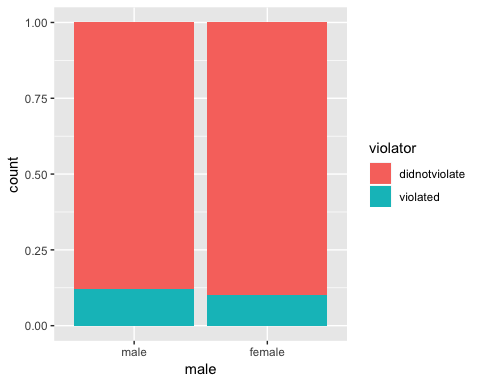 1.00
0.75
0.50
0.25
0.00
count
male
female
male
violator
didnotviolate
violated